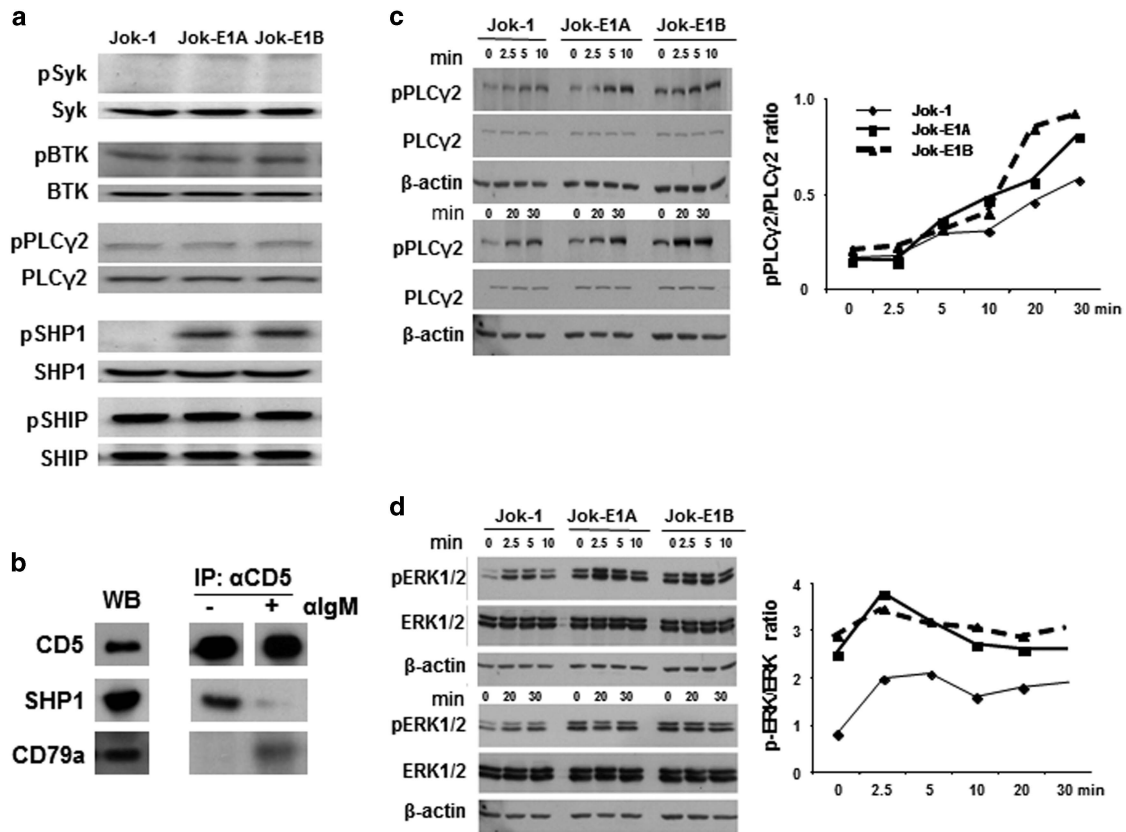 a
Jok-1 Jok-E1A Jok-E1B
pSyk
Syk
pBTK
BTK
pPLCγ2
PLCγ2
pSHP1
SHP1
pSHIP
SHIP
b
WB
IP: αCD5
- + αIgM
CD5
SHP1
CD79a
c
Jok-1 Jok-E1A Jok-E1B
min 0 2.5 5 10 0 2.5 5 10 0 2.5 5 10
pPLCγ2
PLCγ2
β-actin
min 0 20 30 0 20 30 0 20 30
pPLCγ2
PLCγ2
β-actin
pPLCγ2/PLCγ2 ratio
1.0
0.5
0
Jok-1
Jok-E1A
Jok-E1B
0 2.5 5 10 20 30 min
d
Jok-1 Jok-E1A Jok-E1B
min 0 2.5 5 10 0 2.5 5 10 0 2.5 5 10
pERK1/2
ERK1/2
β-actin
min 0 20 30 0 20 30 0 20 30
pERK1/2
ERK1/2
β-actin
p-ERK/ERK ratio
4
3
2
1
0
0 2.5 5 10 20 30 min